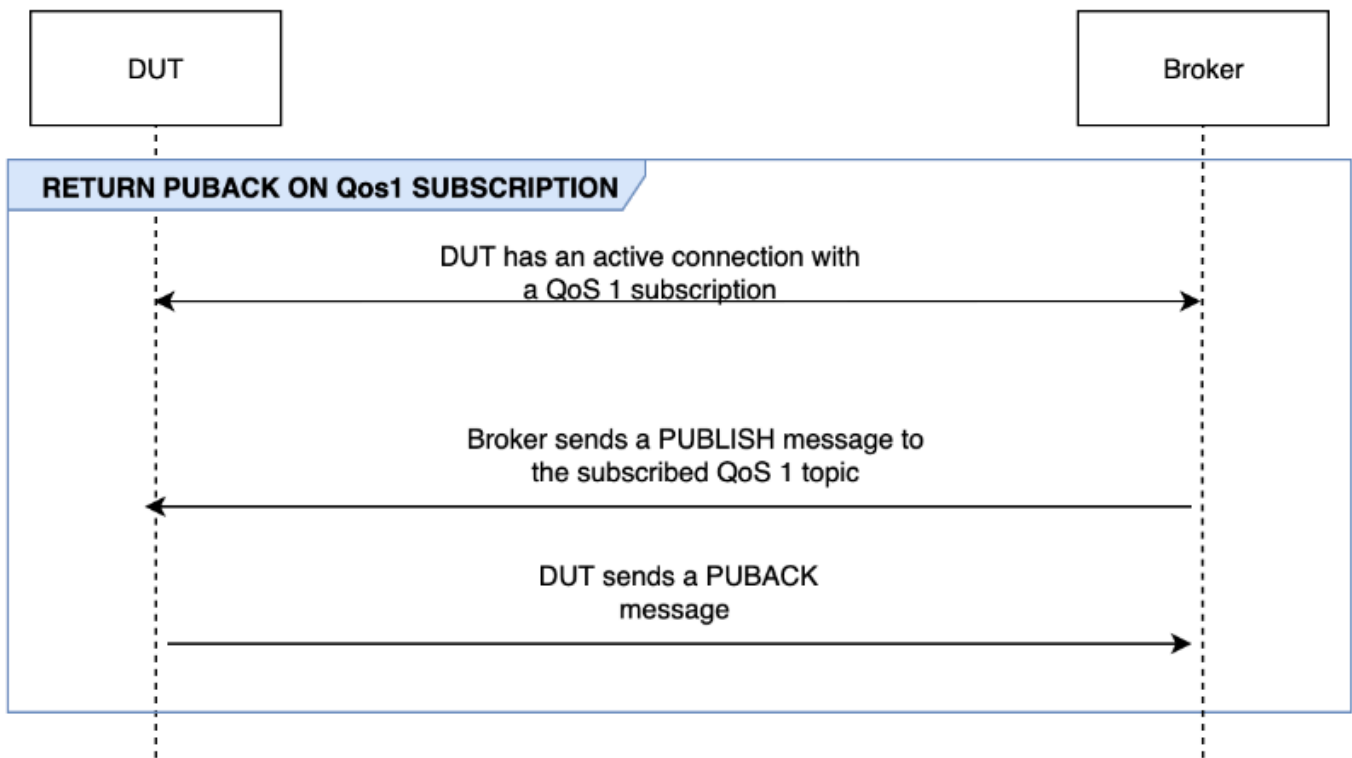 DUT
Broker
RETURN PUBACK ON Qos1 SUBSCRIPTION
DUT has an active connection with
a QoS 1 subscription
Broker sends a PUBLISH message to
the subscribed QoS 1 topic
DUT sends a PUBACK
message